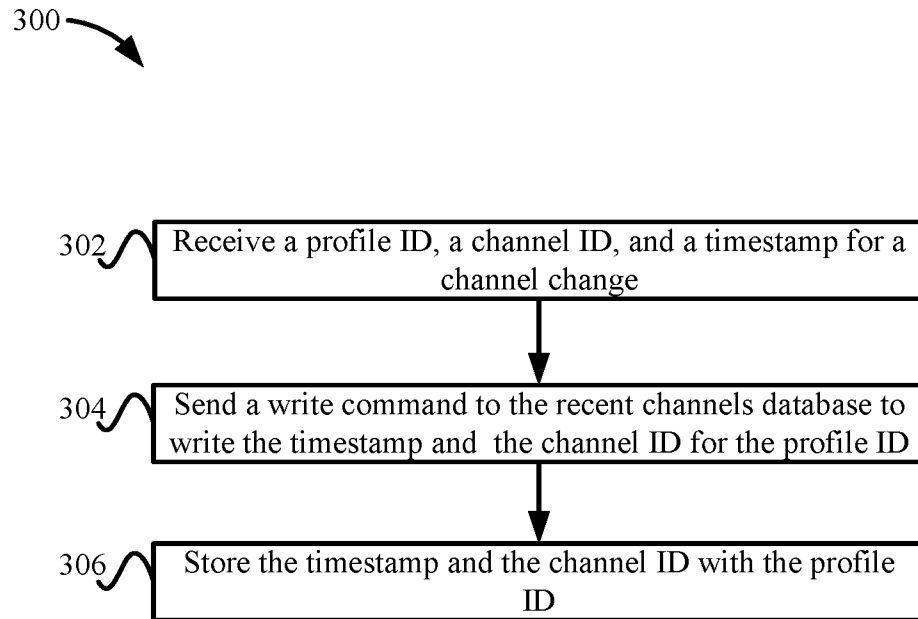 300
302
Receive a profile ID, a channel ID, and a timestamp for a
channel change
304
Send a write command to the recent channels database to
write the timestamp and the channel ID for the profile ID
306
Store the timestamp and the channel ID with the profile
ID